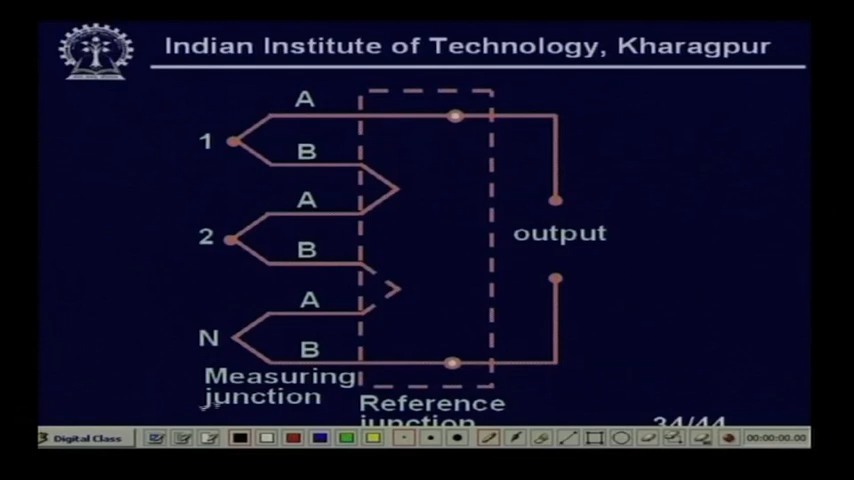 Indian Institute of Technology, Kharagpur
A
1
B
A
2
B
output
A
N
B
Measuring
junction
Reference
junction
34/44
Digital Class
00:00:00.00